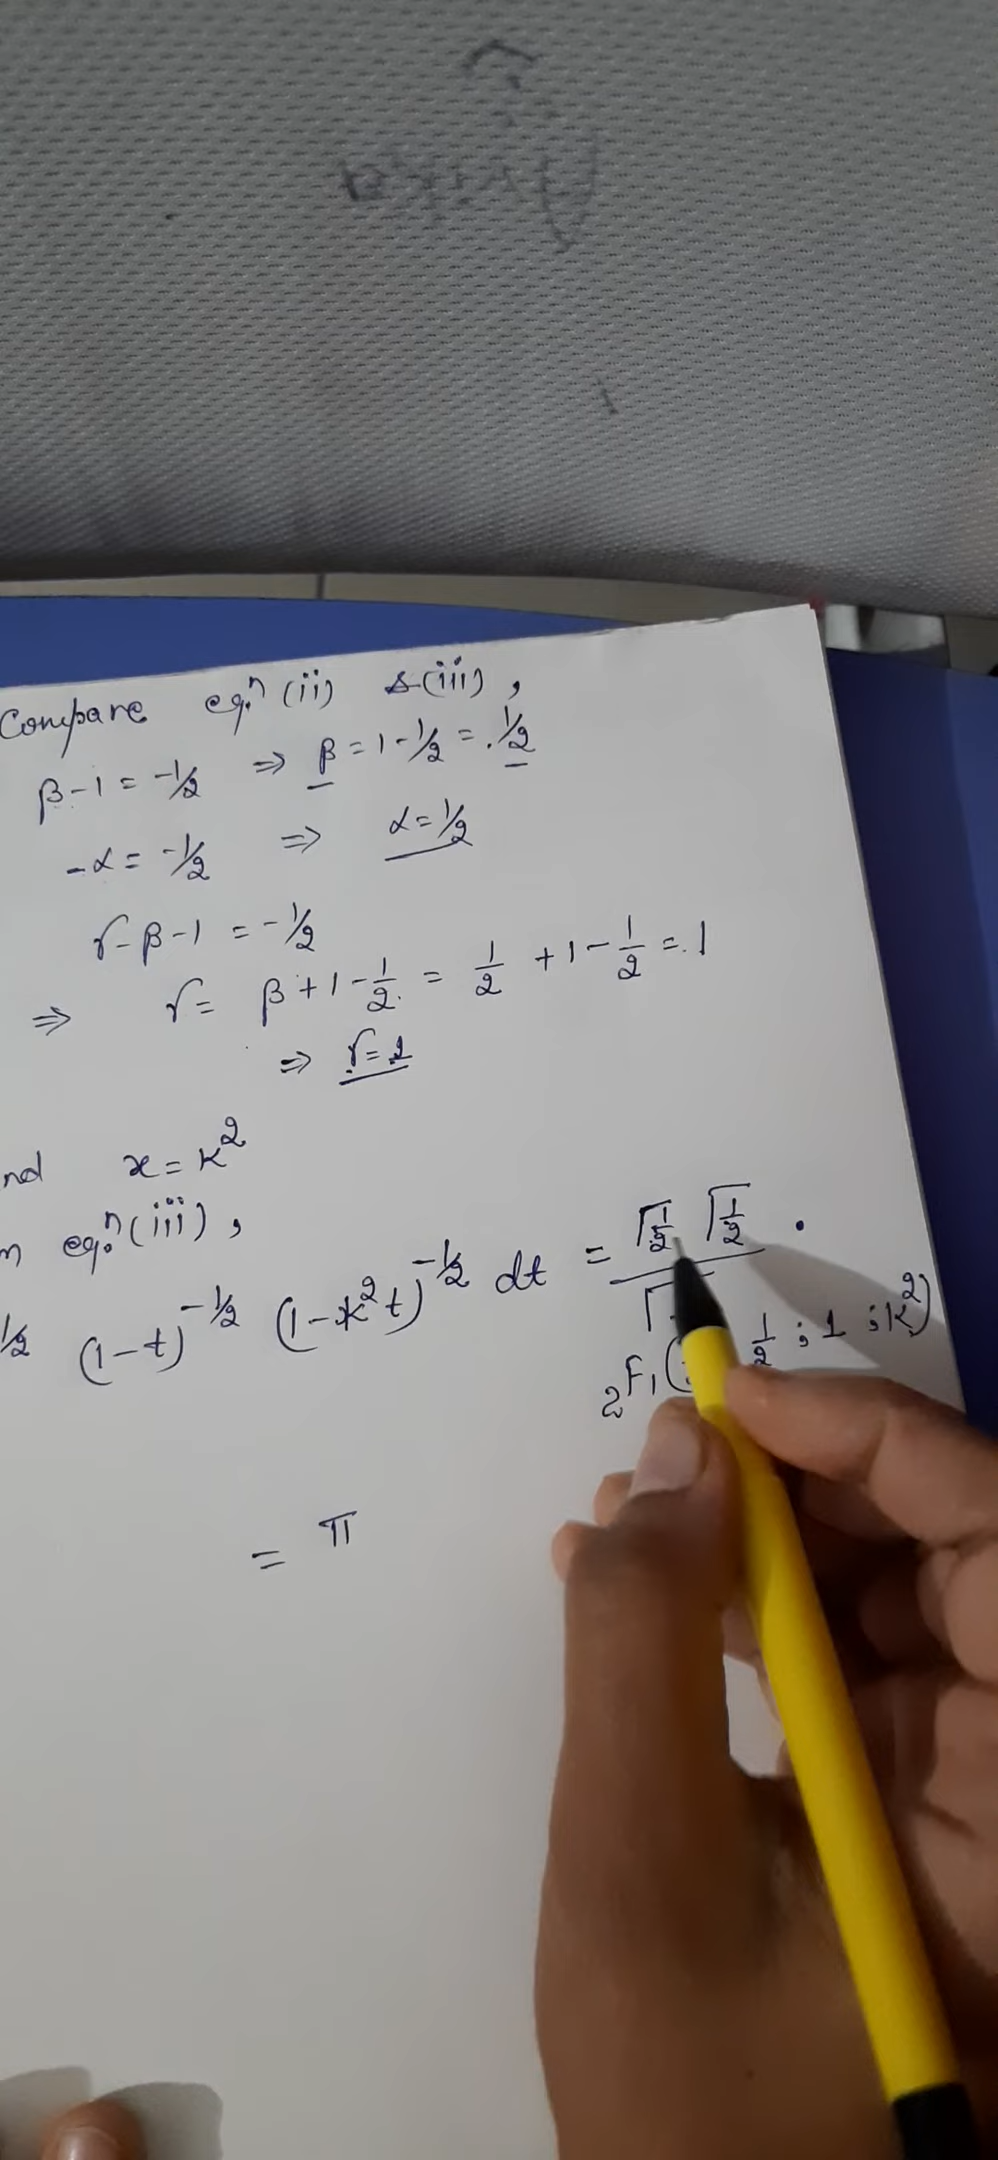 Compare eqⁿ. (ii) & (iii),
β-1 = -1/2 ⇒ β = 1-1/2 = 1/2
-α = -1/2 ⇒ α = 1/2
γ-β-1 = -1/2
⇒ γ = β+1-1/2 = 1/2 +1-1/2 = 1
⇒ γ=1
nd x = k²
eqⁿ. (iii),
1/2 (1-t)^-1/2 (1-k²t)^-1/2 dt = Γ1/2 Γ1/2 .
₂F₁( 1/2 ; 1 ; k²)
= π